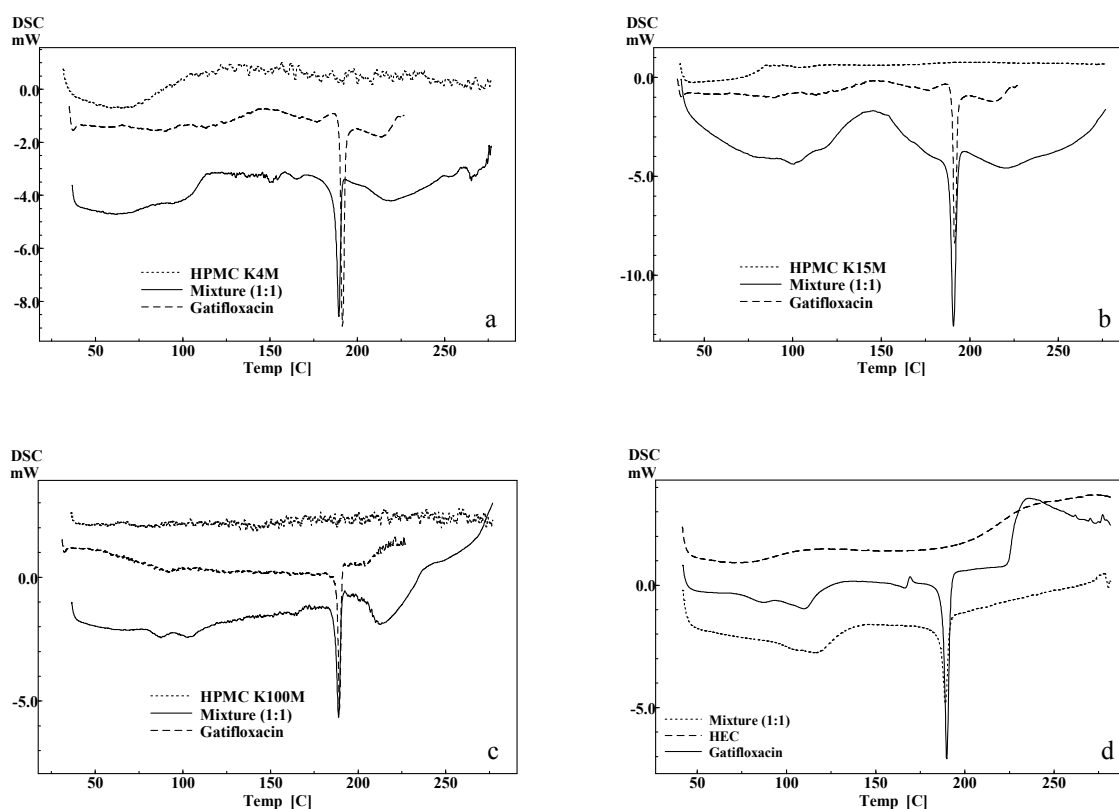 DSC
mW
0.0
-2.0
-4.0
-6.0
-8.0
HPMC K4M
Mixture (1:1)
Gatifloxacin
a
50 100 150 200 250
Temp [C]
DSC
mW
0.0
-5.0
-10.0
HPMC K15M
Mixture (1:1)
Gatifloxacin
b
50 100 150 200 250
Temp [C]
DSC
mW
0.0
-5.0
HPMC K100M
Mixture (1:1)
Gatifloxacin
c
50 100 150 200 250
Temp [C]
DSC
mW
0.0
-5.0
Mixture (1:1)
HEC
Gatifloxacin
d
50 100 150 200 250
Temp [C]